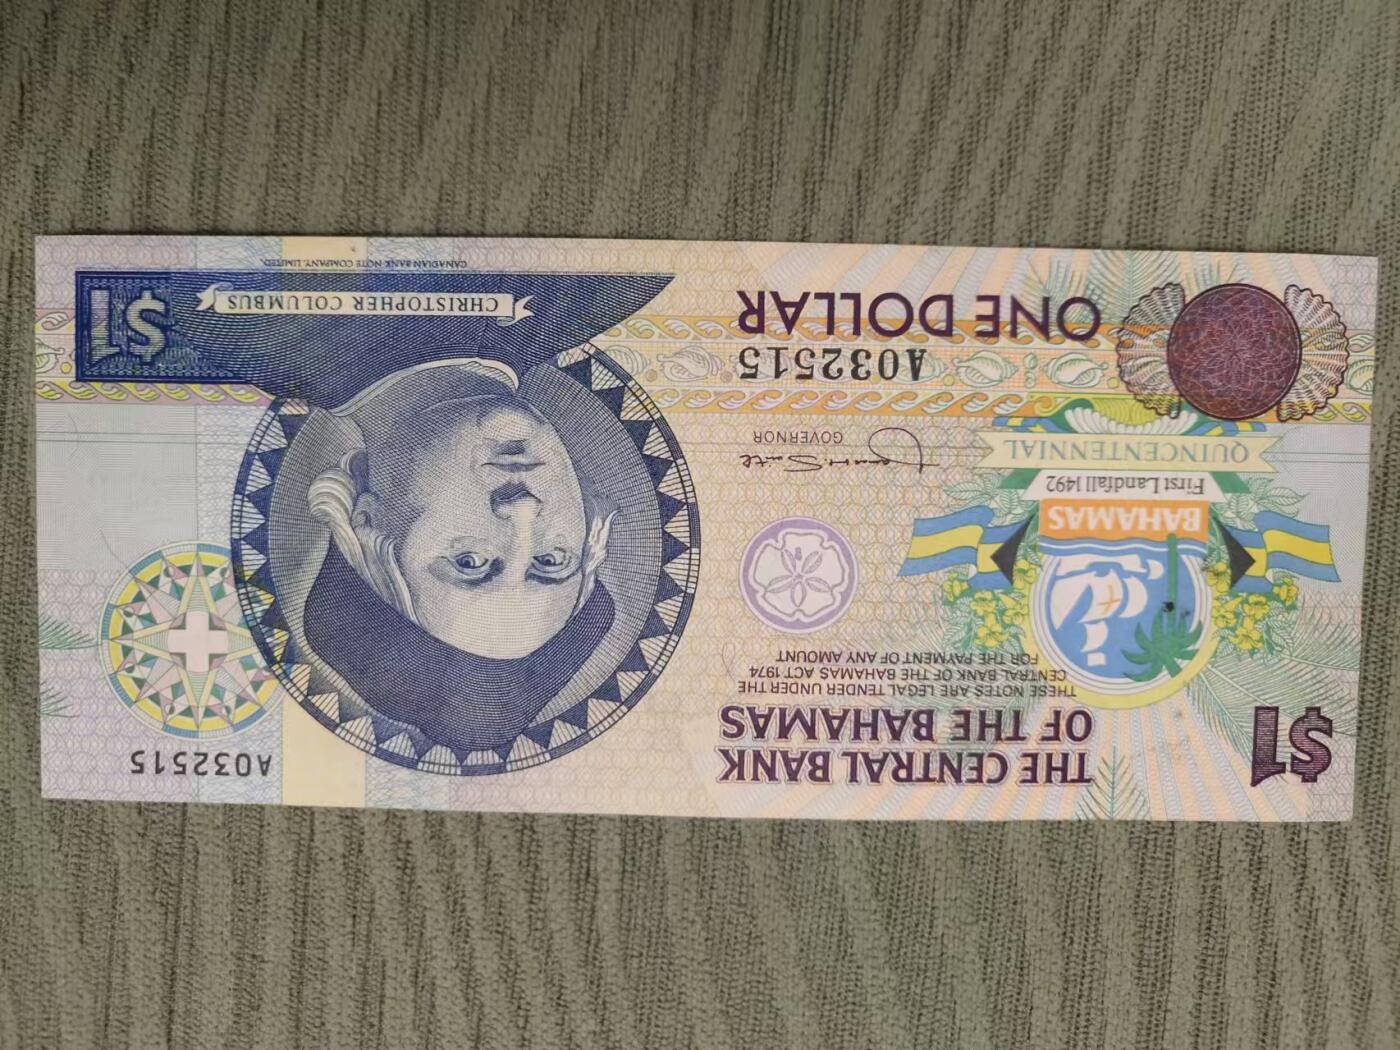 $1
THE CENTRAL BANK
OF THE BAHAMAS
THESE NOTES ARE LEGAL TENDER UNDER THE
CENTRAL BANK OF THE BAHAMAS ACT 1974
FOR THE PAYMENT OF ANY AMOUNT
A032515
BAHAMAS
First Landfall 1492
QUINCENTENNIAL
GOVERNOR
A032515
ONE DOLLAR
CHRISTOPHER COLUMBUS
$1
CANADIAN BANK NOTE COMPANY, LIMITED.